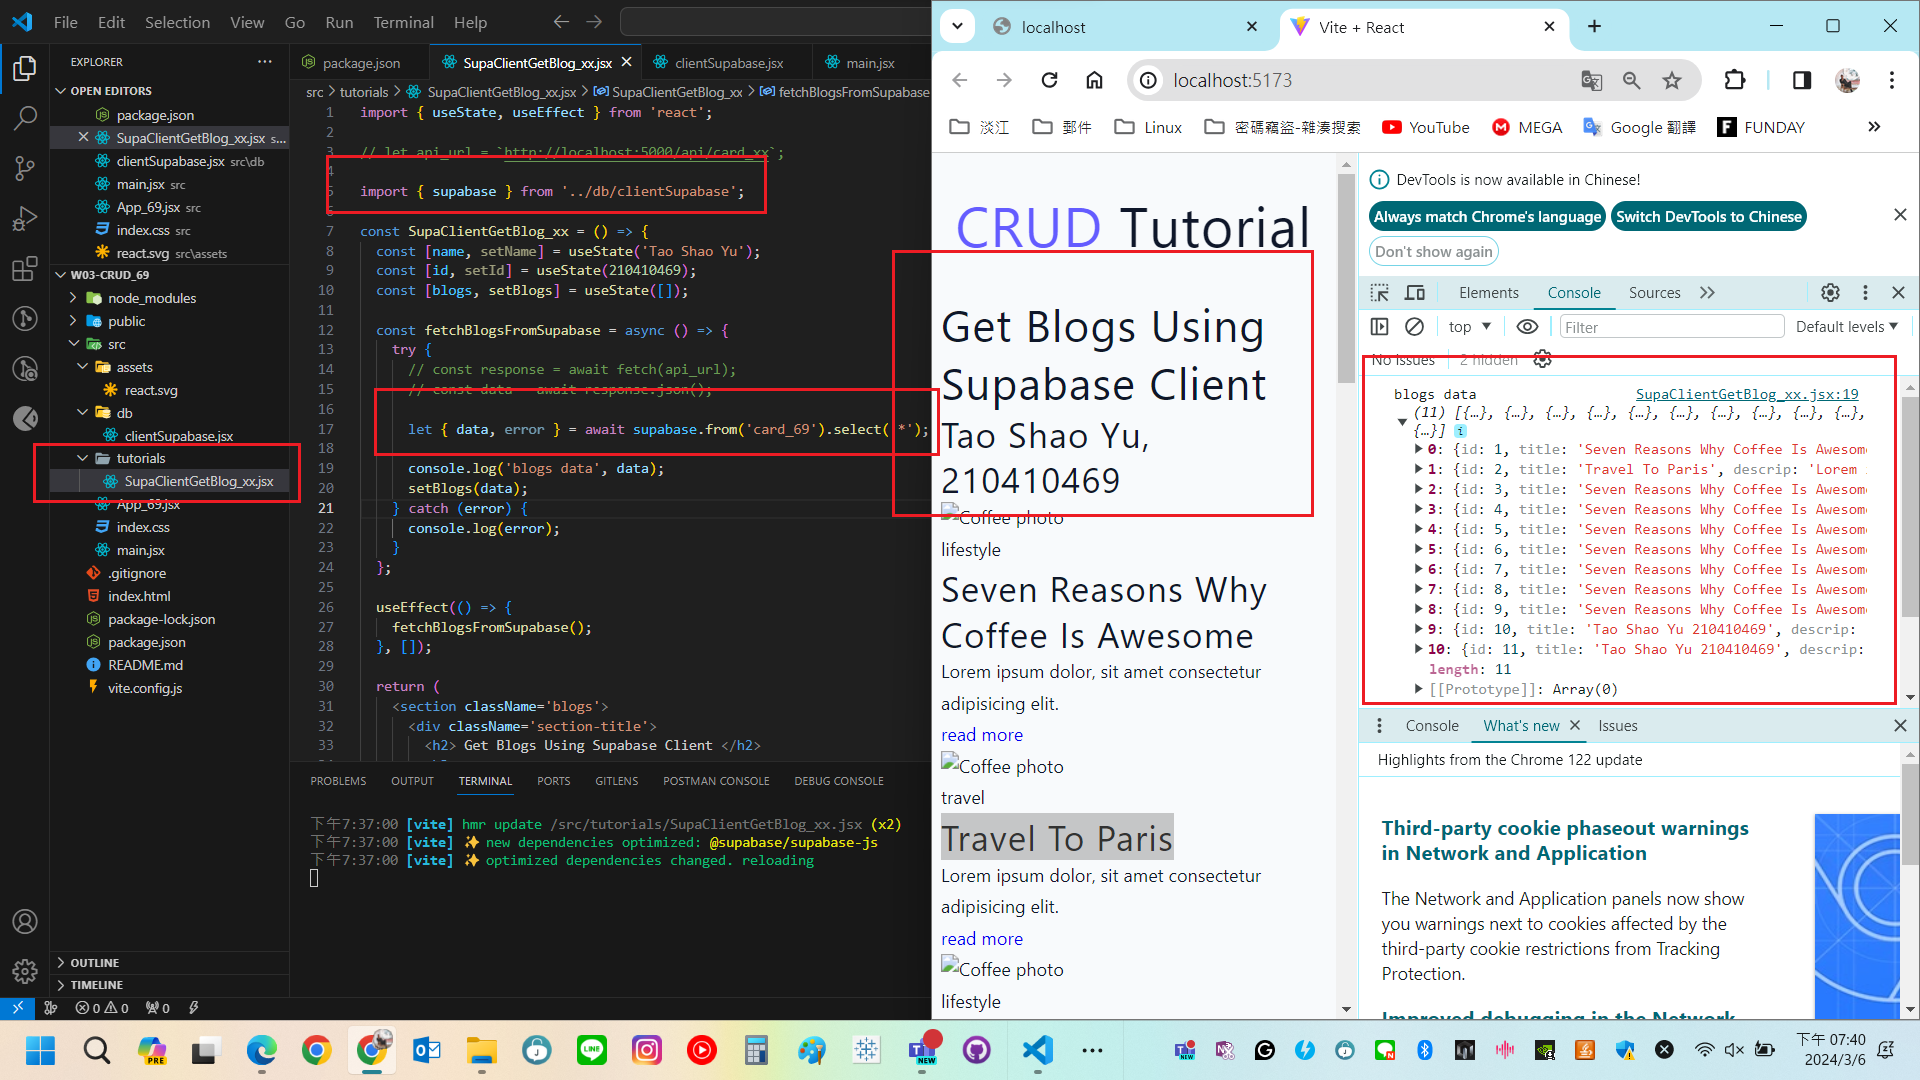 File Edit Selection View Go Run Terminal Help
EXPLORER
OPEN EDITORS
package.json
SupaClientGetBlog_xx.jsx s...
clientSupabase.jsx src\db
main.jsx src
App_69.jsx src
index.css src
react.svg src\assets
W03-CRUD_69
node_modules
public
src
assets
react.svg
db
clientSupabase.jsx
tutorials
SupaClientGetBlog_xx.jsx
App_69.jsx
index.css
main.jsx
.gitignore
index.html
package-lock.json
package.json
README.md
vite.config.js
OUTLINE
TIMELINE
0 0 0
package.json SupaClientGetBlog_xx.jsx clientSupabase.jsx main.jsx
src > tutorials > SupaClientGetBlog_xx.jsx > SupaClientGetBlog_xx > fetchBlogsFromSupabase
1 import { useState, useEffect } from 'react';
2
3 // let api_url = `http://localhost:5000/api/card_xx`;
4
5 import { supabase } from '../db/clientSupabase';
6
7 const SupaClientGetBlog_xx = () => {
8 const [name, setName] = useState('Tao Shao Yu');
9 const [id, setId] = useState(210410469);
10 const [blogs, setBlogs] = useState([]);
11
12 const fetchBlogsFromSupabase = async () => {
13 try {
14 // const response = await fetch(api_url);
15 // const data = await response.json();
16
17 let { data, error } = await supabase.from('card_69').select('*');
18
19 console.log('blogs data', data);
20 setBlogs(data);
21 } catch (error) {
22 console.log(error);
23 }
24 };
25
26 useEffect(() => {
27 fetchBlogsFromSupabase();
28 }, []);
29
30 return (
31 <section className='blogs'>
32 <div className='section-title'>
33 <h2> Get Blogs Using Supabase Client </h2>
PROBLEMS OUTPUT TERMINAL PORTS GITLENS POSTMAN CONSOLE DEBUG CONSOLE
下午7:37:00 [vite] hmr update /src/tutorials/SupaClientGetBlog_xx.jsx (x2)
下午7:37:00 [vite] ✨ new dependencies optimized: @supabase/supabase-js
下午7:37:00 [vite] ✨ optimized dependencies changed. reloading
localhost
Vite + React
localhost:5173
淡江 郵件 Linux 密碼竊盜-雜湊搜索 YouTube MEGA Google 翻譯 FUNDAY
CRUD Tutorial
Get Blogs Using
Supabase Client
Tao Shao Yu,
210410469
Coffee photo
lifestyle
Seven Reasons Why
Coffee Is Awesome
Lorem ipsum dolor, sit amet consectetur
adipisicing elit.
read more
Coffee photo
travel
Travel To Paris
Lorem ipsum dolor, sit amet consectetur
adipisicing elit.
read more
Coffee photo
lifestyle
DevTools is now available in Chinese!
Always match Chrome's language Switch DevTools to Chinese
Don't show again
Elements Console Sources
top Filter Default levels
No Issues 2 hidden
blogs data SupaClientGetBlog_xx.jsx:19
(11) [{…}, {…}, {…}, {…}, {…}, {…}, {…}, {…}, {…}, {…},
{…}]
0: {id: 1, title: 'Seven Reasons Why Coffee Is Awesom
1: {id: 2, title: 'Travel To Paris', descrip: 'Lorem
2: {id: 3, title: 'Seven Reasons Why Coffee Is Awesom
3: {id: 4, title: 'Seven Reasons Why Coffee Is Awesom
4: {id: 5, title: 'Seven Reasons Why Coffee Is Awesom
5: {id: 6, title: 'Seven Reasons Why Coffee Is Awesom
6: {id: 7, title: 'Seven Reasons Why Coffee Is Awesom
7: {id: 8, title: 'Seven Reasons Why Coffee Is Awesom
8: {id: 9, title: 'Seven Reasons Why Coffee Is Awesom
9: {id: 10, title: 'Tao Shao Yu 210410469', descrip:
10: {id: 11, title: 'Tao Shao Yu 210410469', descrip:
length: 11
[[Prototype]]: Array(0)
Console What's new Issues
Highlights from the Chrome 122 update
Third-party cookie phaseout warnings
in Network and Application
The Network and Application panels now show
you warnings next to cookies affected by the
third-party cookie restrictions from Tracking
Protection.
Improved debugging in the Network
下午 07:40
2024/3/6